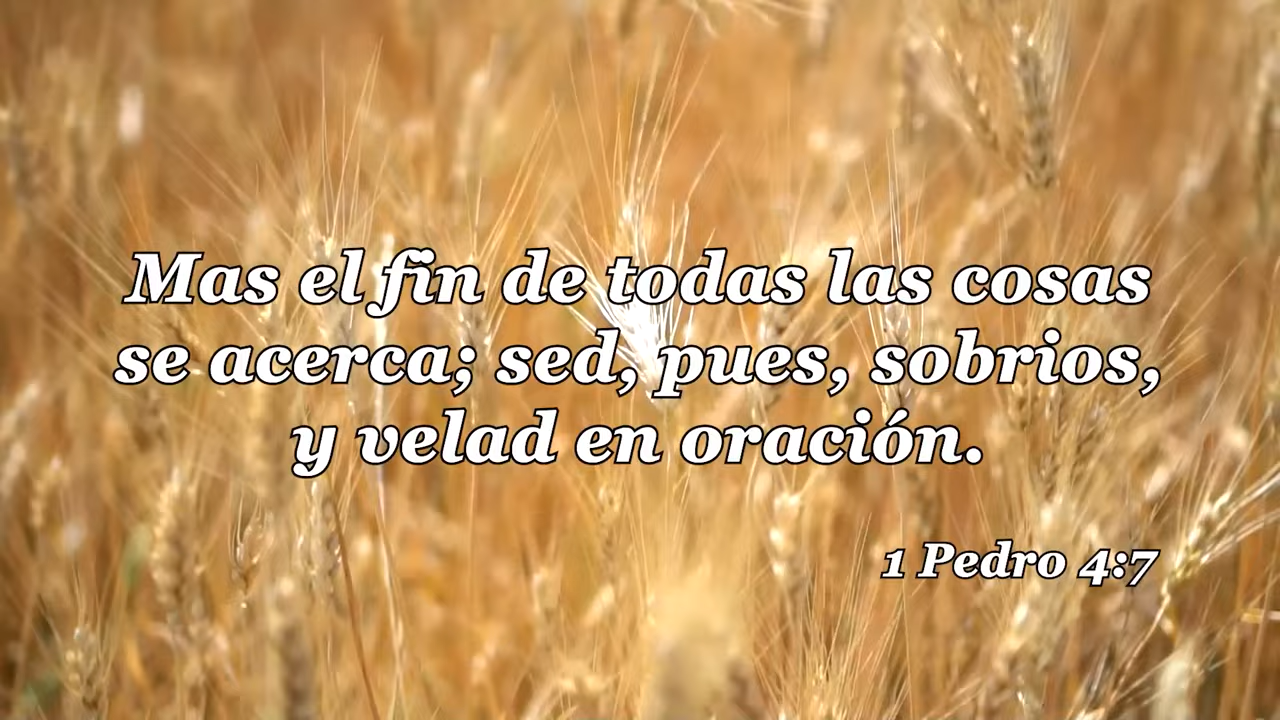 Mas el fin de todas las cosas
se acerca; sed, pues, sobrios,
y velad en oración.
1 Pedro 4:7